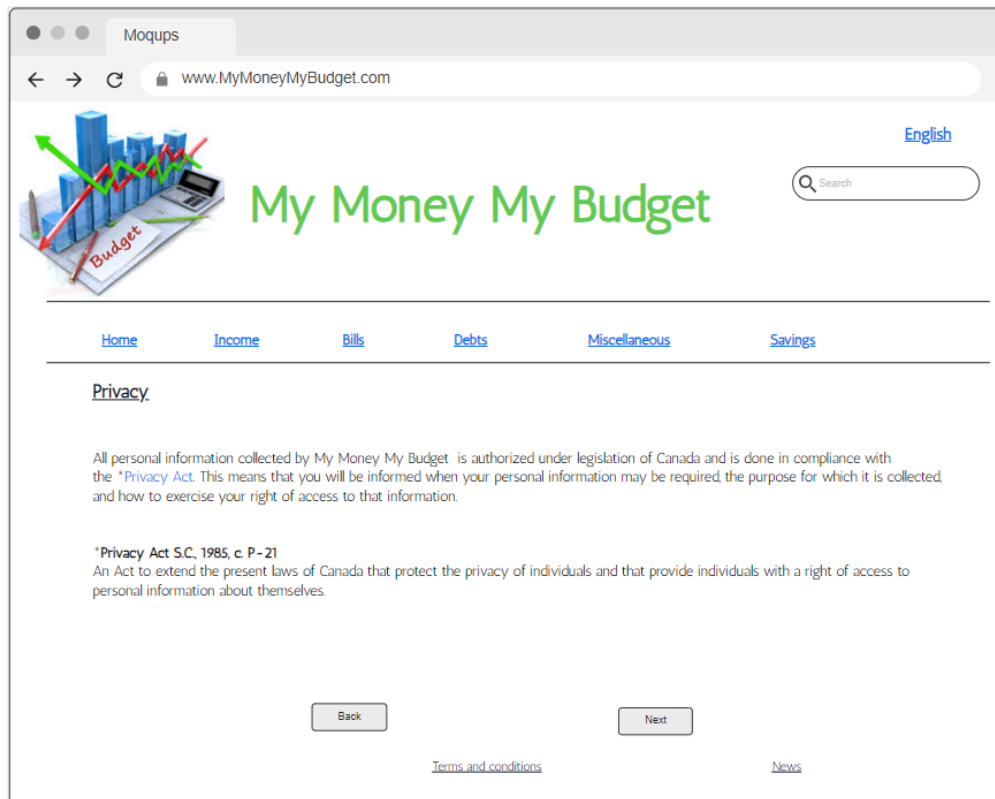 Moqups
www.MyMoneyMyBudget.com
English
Search
My Money My Budget
Budget
Home Income Bills Debts Miscellaneous Savings
Privacy
All personal information collected by My Money My Budget is authorized under legislation of Canada and is done in compliance with
the *Privacy Act. This means that you will be informed when your personal information may be required, the purpose for which it is collected,
and how to exercise your right of access to that information.
*Privacy Act S.C., 1985, c. P-21
An Act to extend the present laws of Canada that protect the privacy of individuals and that provide individuals with a right of access to
personal information about themselves.
Back Next
Terms and conditions News